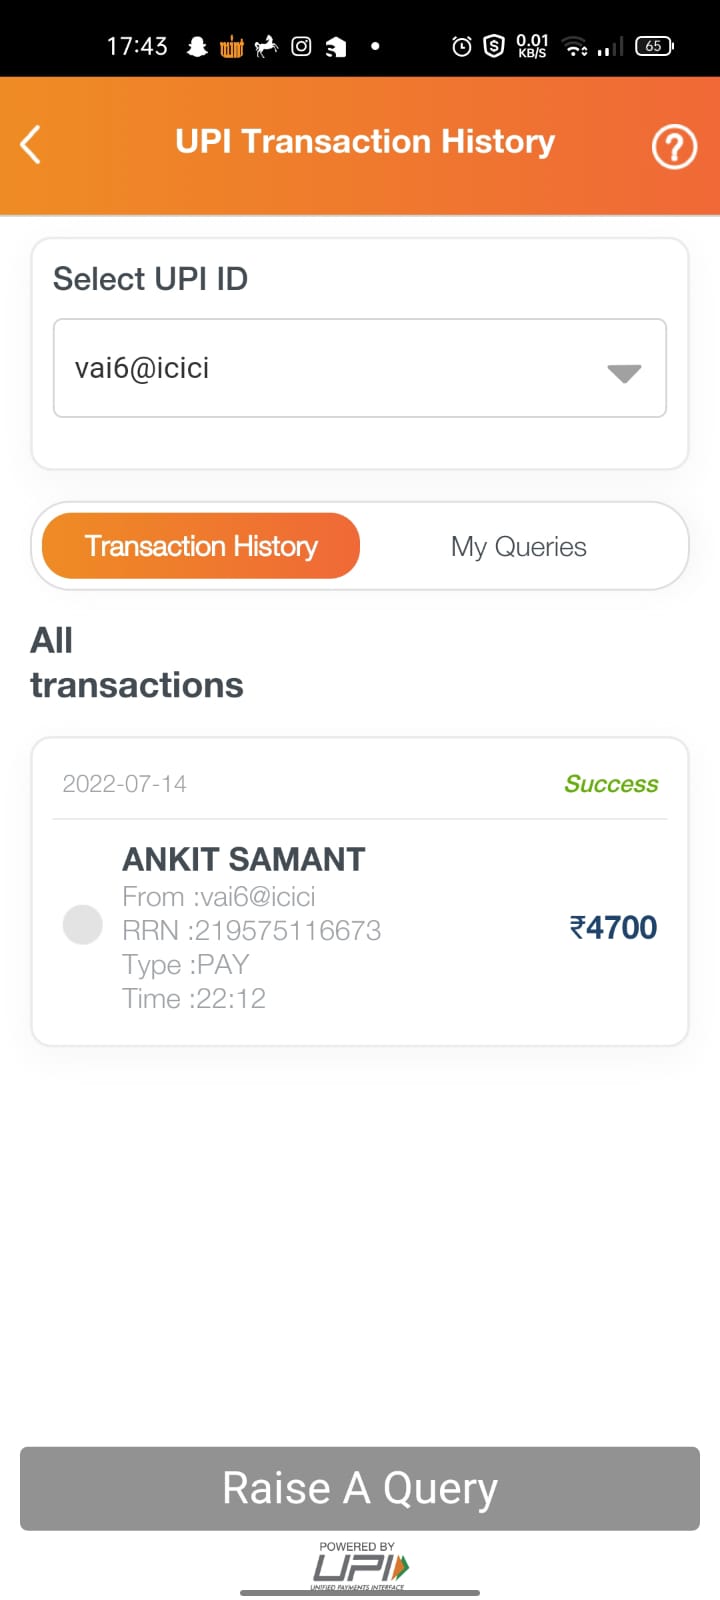 17:43
mint
0.01
KB/S
65
UPI Transaction History
?
Select UPI ID
vai6@icici
Transaction History
My Queries
All
transactions
2022-07-14
Success
ANKIT SAMANT
From :vai6@icici
RRN :219575116673
₹4700
Type :PAY
Time :22:12
Raise A Query
POWERED BY
UPI
UNIFIED PAYMENTS INTERFACE